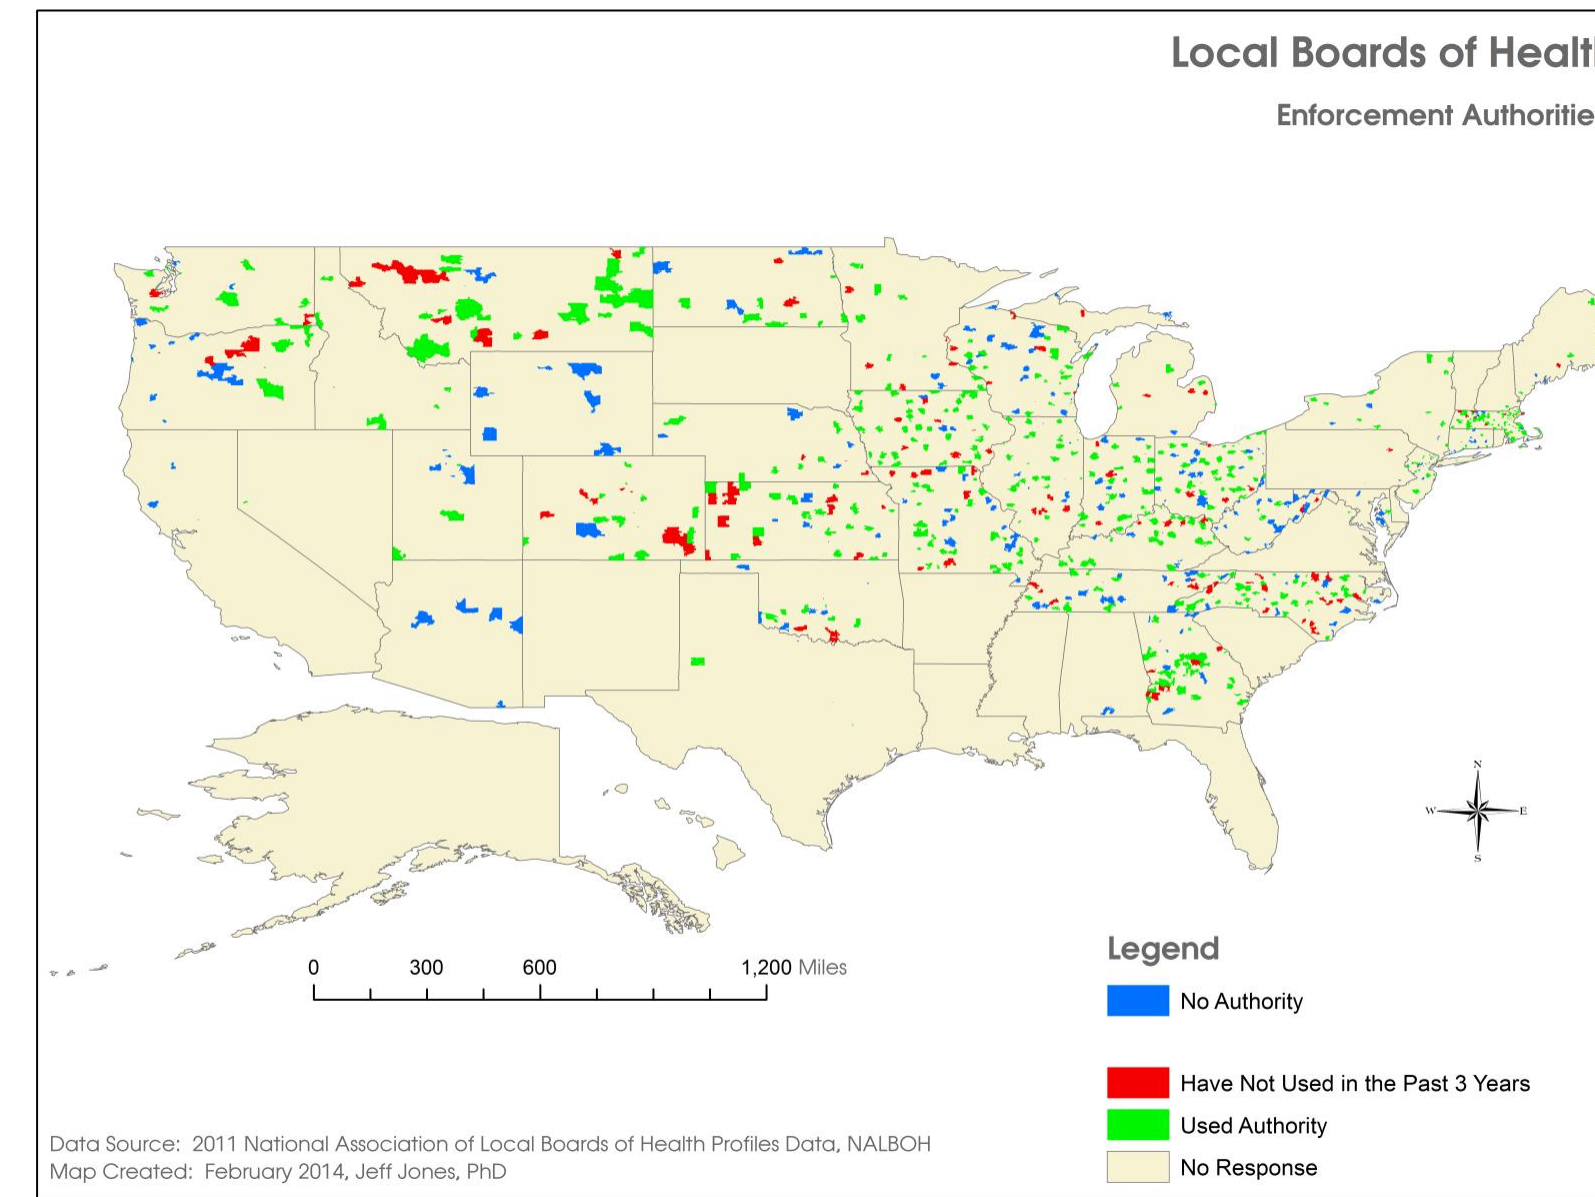 Local Boards of Healt
Enforcement Authoritie
N
W E
S
0 300 600 1,200 Miles
Legend
No Authority
Have Not Used in the Past 3 Years
Used Authority
No Response
Data Source: 2011 National Association of Local Boards of Health Profiles Data, NALBOH
Map Created: February 2014, Jeff Jones, PhD